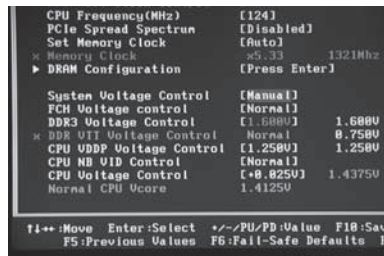 CPU Frequency(MHz) [124]
PCIe Spread Spectrum [Disabled]
Set Memory Clock [Auto]
x Memory Clock x5.33 1321Mhz
► DRAM Configuration [Press Enter]
System Voltage Control [Manual]
FCH Voltage control [Normal]
DDR3 Voltage Control [1.600V] 1.600V
x DDR VTT Voltage Control Normal 0.750V
CPU VDDP Voltage Control [1.250V] 1.250V
CPU NB VID Control [Normal]
CPU Voltage Control [+0.025V] 1.4375V
Normal CPU Vcore 1.4125V
↑↓→←:Move Enter:Select +/-/PU/PD:Value F10:Sav
F5:Previous Values F6:Fail-Safe Defaults